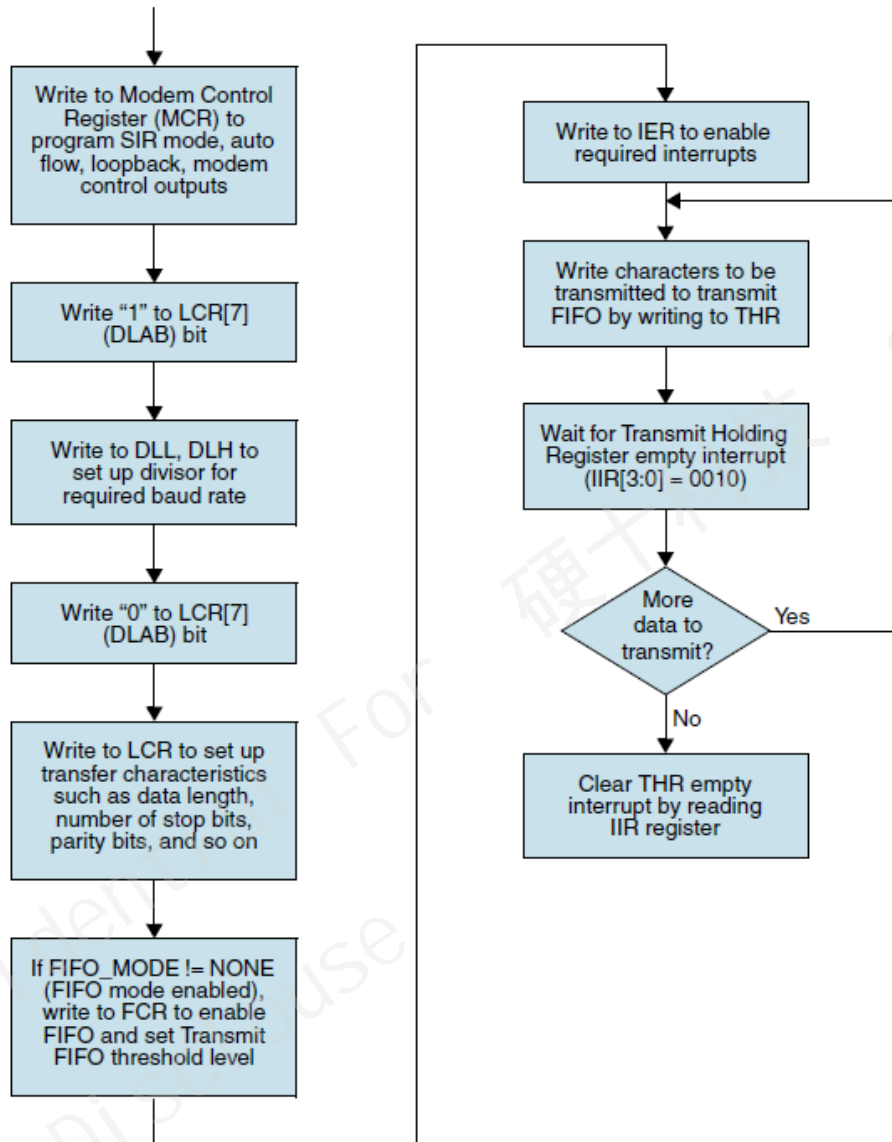 Write to Modem Control
Register (MCR) to
program SIR mode, auto
flow, loopback, modem
control outputs
Write “1” to LCR[7]
(DLAB) bit
Write to DLL, DLH to
set up divisor for
required baud rate
Write “0” to LCR[7]
(DLAB) bit
Write to LCR to set up
transfer characteristics
such as data length,
number of stop bits,
parity bits, and so on
If FIFO_MODE != NONE
(FIFO mode enabled),
write to FCR to enable
FIFO and set Transmit
FIFO threshold level
Write to IER to enable
required interrupts
Write characters to be
transmitted to transmit
FIFO by writing to THR
Wait for Transmit Holding
Register empty interrupt
(IIR[3:0] = 0010)
More
data to
transmit?
Yes
No
Clear THR empty
interrupt by reading
IIR register
For
硬十科技